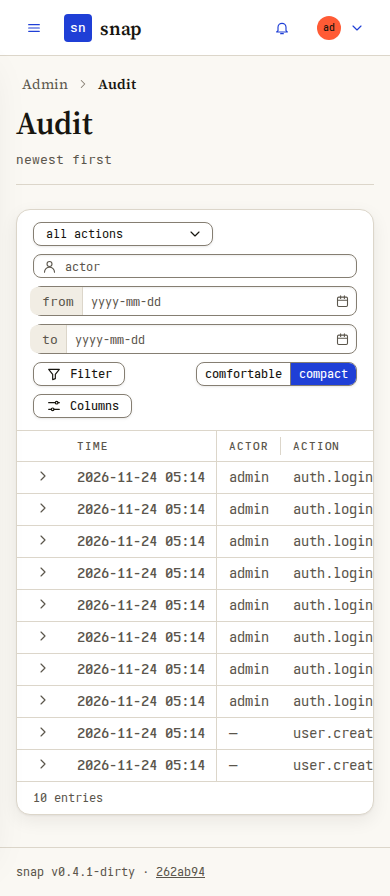 sn snap ad
Admin > Audit
Audit
newest first
all actions
actor
from yyyy-mm-dd
to yyyy-mm-dd
Filter comfortable compact
Columns
TIME ACTOR ACTION
2026-11-24 05:14 admin auth.login
2026-11-24 05:14 admin auth.login
2026-11-24 05:14 admin auth.login
2026-11-24 05:14 admin auth.login
2026-11-24 05:14 admin auth.login
2026-11-24 05:14 admin auth.login
2026-11-24 05:14 admin auth.login
2026-11-24 05:14 admin auth.login
2026-11-24 05:14 — user.creat
2026-11-24 05:14 — user.creat
10 entries
snap v0.4.1-dirty · 262ab94